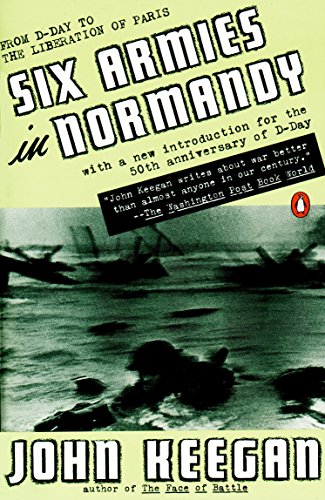 FROM D-DAY TO
THE LIBERATION OF PARIS
SIX ARMIES
in NORMANDY
with a new introduction for the
50th anniversary of D-Day
"John Keegan writes about war better
than almost anyone in our century."
--The Washington Post Book World
JOHN KEEGAN
author of The Face of Battle